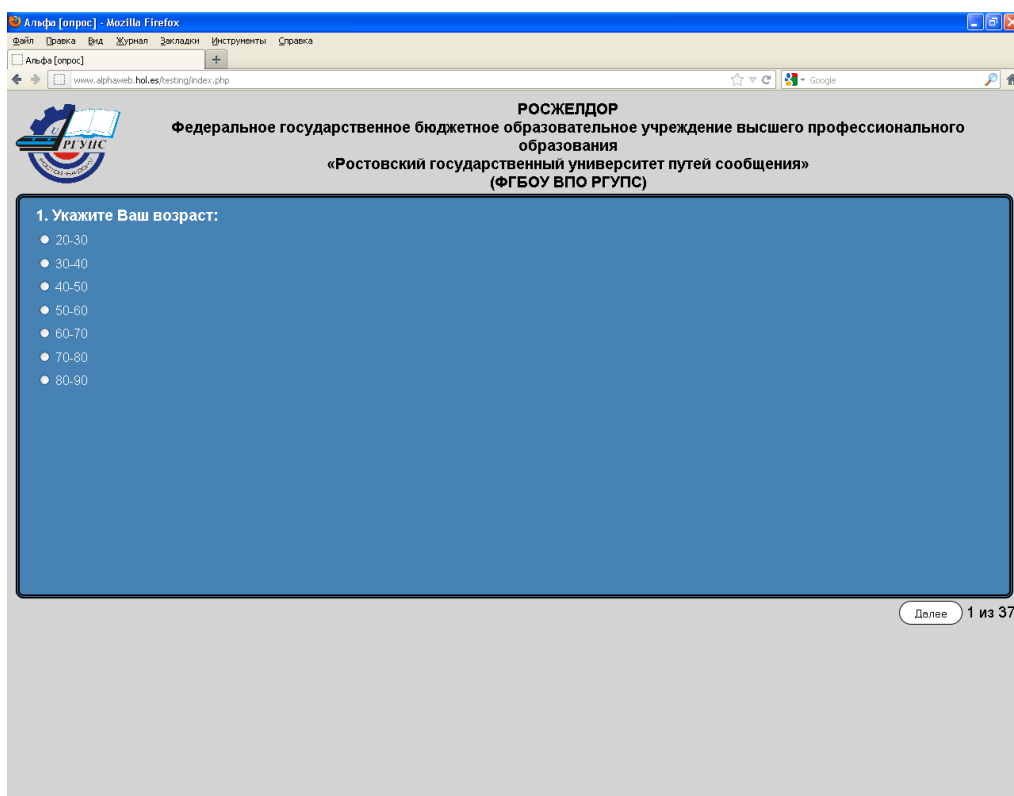 Альфа [опрос] - Mozilla Firefox
Файл Правка Вид Журнал Закладки Инструменты Справка
Альфа [опрос] +
www.alphaweb.hol.es/testing/index.php Google
РОСЖЕЛДОР
Федеральное государственное бюджетное образовательное учреждение высшего профессионального
образования
«Ростовский государственный университет путей сообщения»
(ФГБОУ ВПО РГУПС)
РГУПС
РОСТОВ-НА-ДОНУ
1. Укажите Ваш возраст:
20-30
30-40
40-50
50-60
60-70
70-80
80-90
Далее 1 из 37